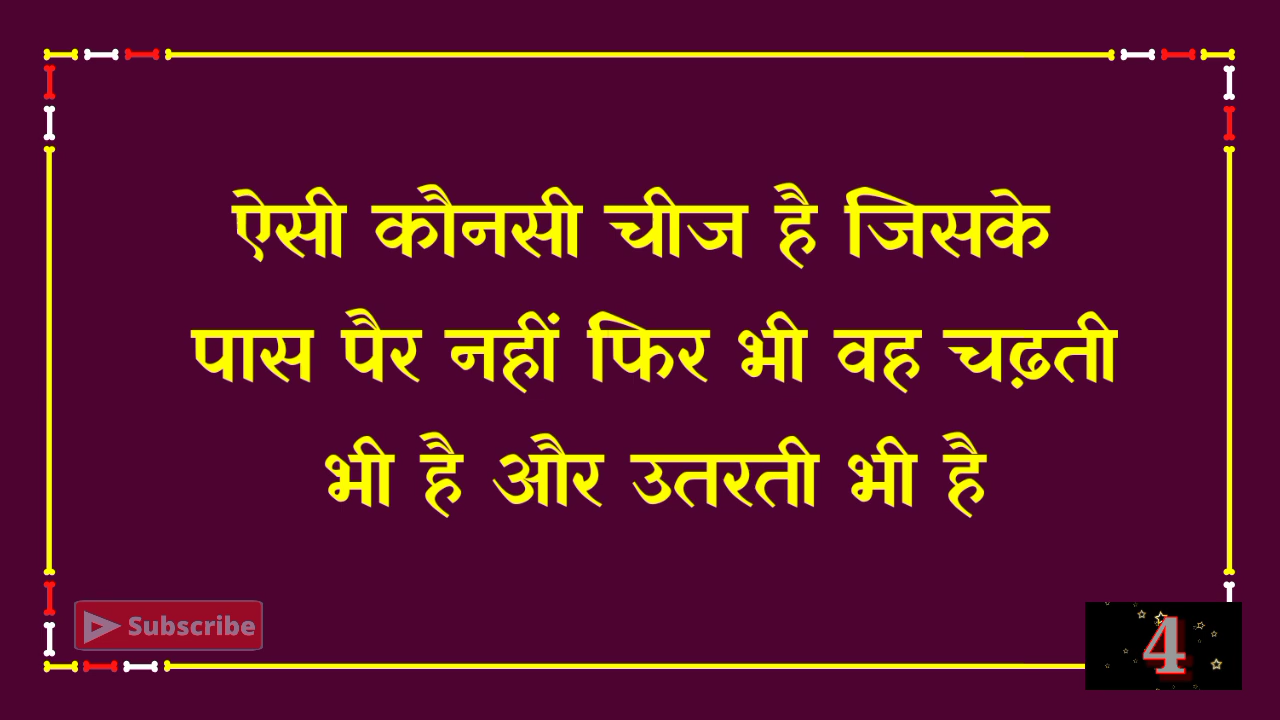 ऐसी कौनसी चीज है जिसके
पास पैर नहीं फिर भी वह चढ़ती
भी है और उतरती भी है
Subscribe
4